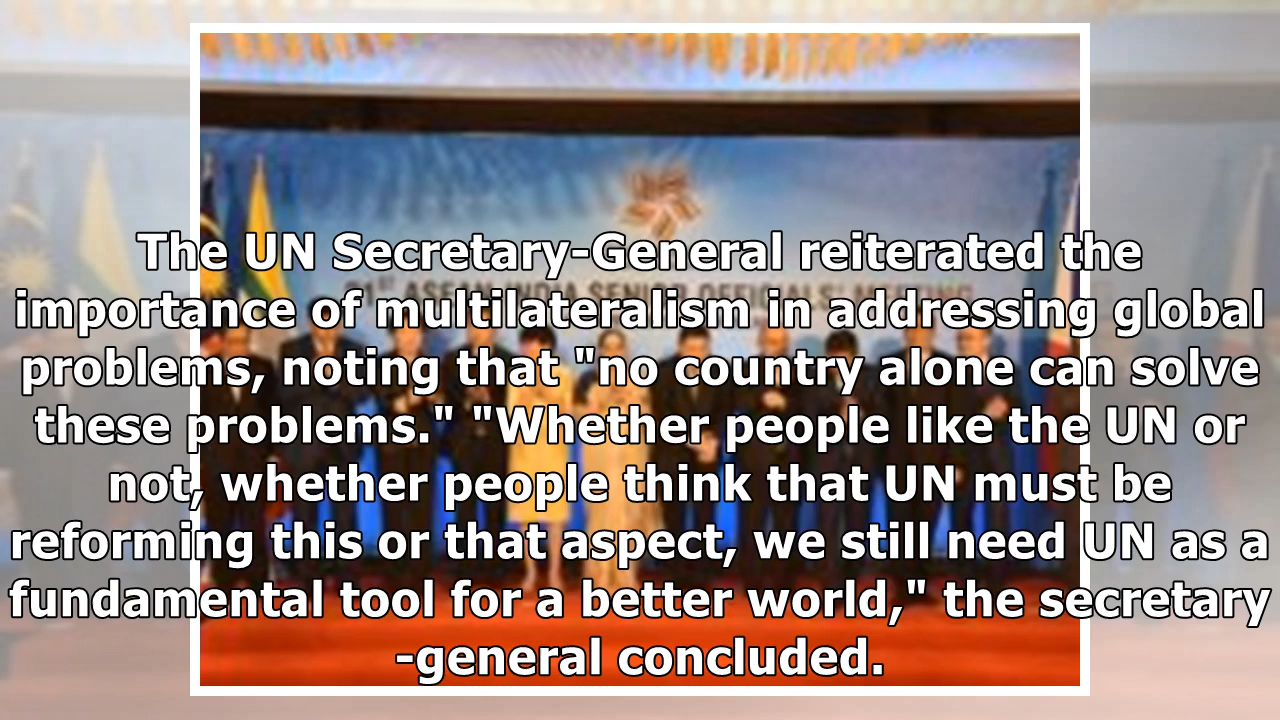 The UN Secretary-General reiterated the
importance of multilateralism in addressing global
problems, noting that "no country alone can solve
these problems." "Whether people like the UN or
not, whether people think that UN must be
reforming this or that aspect, we still need UN as a
fundamental tool for a better world," the secretary
-general concluded.